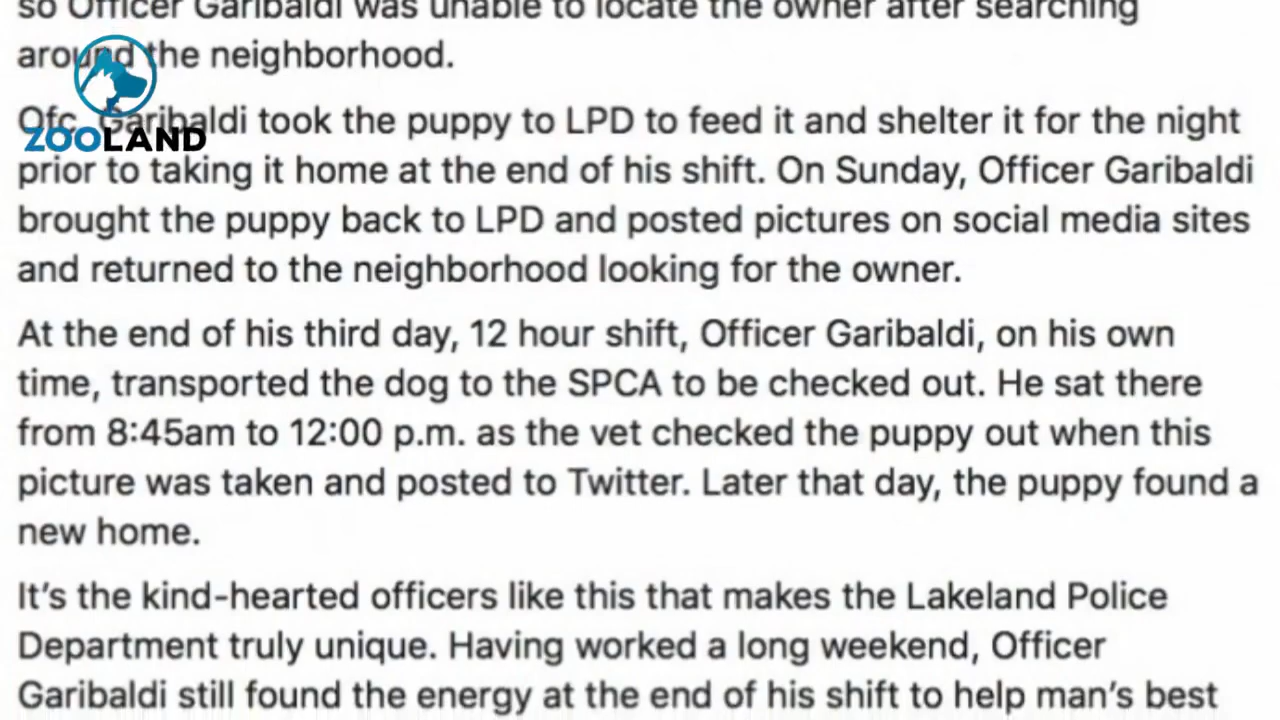 so Officer Garibaldi was unable to locate the owner after searching
around the neighborhood.
Ofc. Garibaldi took the puppy to LPD to feed it and shelter it for the night
ZOOLAND
prior to taking it home at the end of his shift. On Sunday, Officer Garibaldi
brought the puppy back to LPD and posted pictures on social media sites
and returned to the neighborhood looking for the owner.
At the end of his third day, 12 hour shift, Officer Garibaldi, on his own
time, transported the dog to the SPCA to be checked out. He sat there
from 8:45am to 12:00 p.m. as the vet checked the puppy out when this
picture was taken and posted to Twitter. Later that day, the puppy found a
new home.
It’s the kind-hearted officers like this that makes the Lakeland Police
Department truly unique. Having worked a long weekend, Officer
Garibaldi still found the energy at the end of his shift to help man’s best